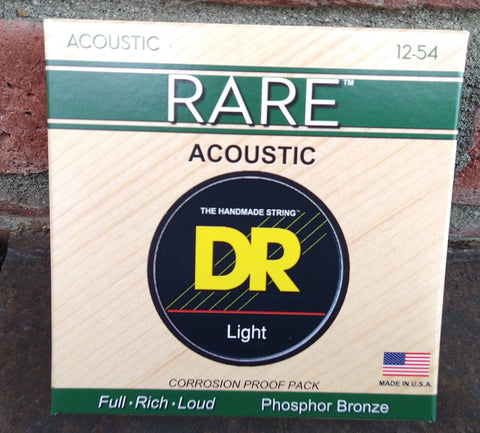 ACOUSTIC · 12-54
RARE™
ACOUSTIC
THE HANDMADE STRING™
DR
Light
CORROSION PROOF PACK
MADE IN U.S.A.
Full · Rich · Loud Phosphor Bronze